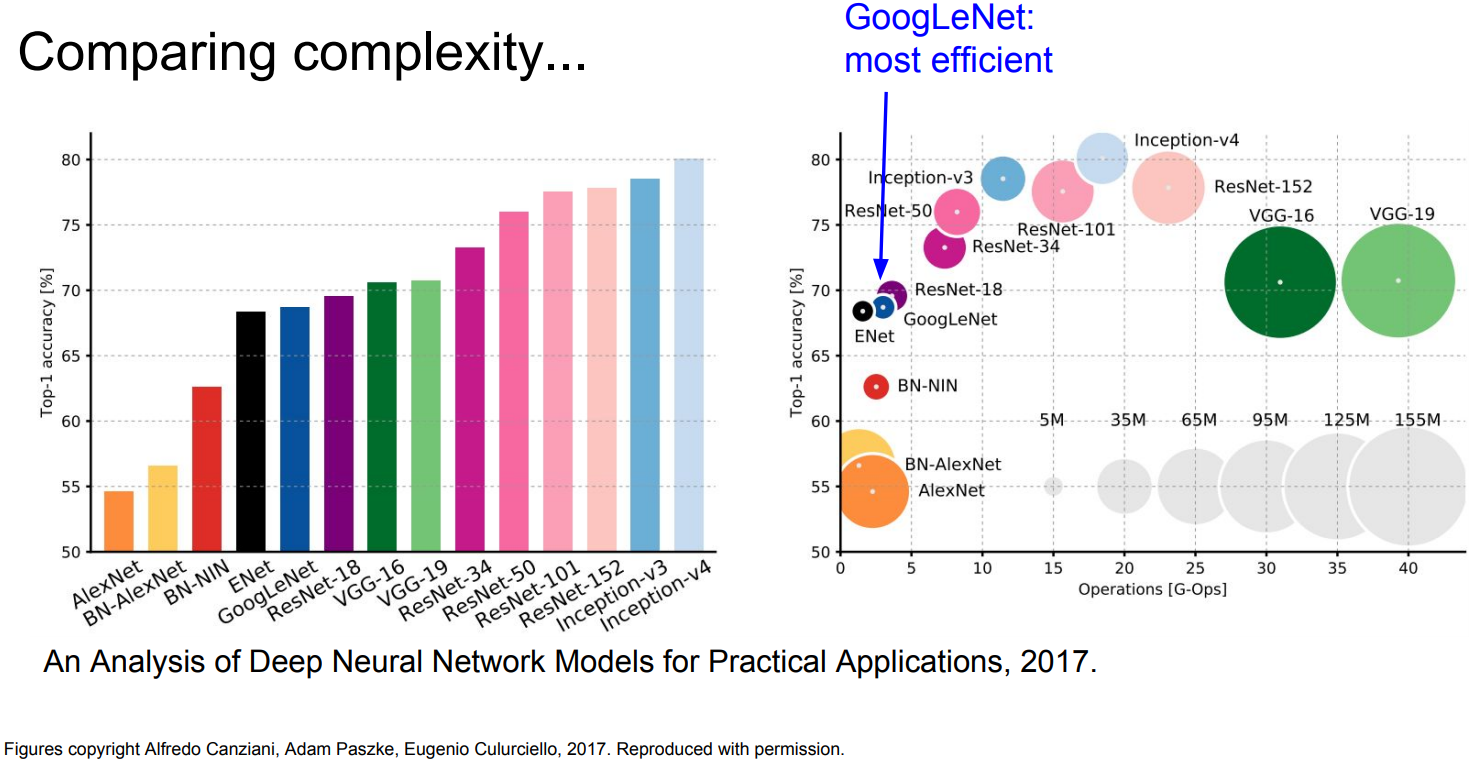 Comparing complexity...
GoogLeNet:
most efficient
Top-1 accuracy [%]
80
75
70
65
60
55
50
AlexNet
BN-AlexNet
BN-NIN
ENet
GoogLeNet
ResNet-18
VGG-16
VGG-19
ResNet-34
ResNet-50
ResNet-101
ResNet-152
Inception-v3
Inception-v4
Top-1 accuracy [%]
80
75
70
65
60
55
50
Inception-v4
Inception-v3
ResNet-152
ResNet-50
VGG-16
VGG-19
ResNet-101
ResNet-34
ResNet-18
GoogLeNet
ENet
BN-NIN
5M 35M 65M 95M 125M 155M
BN-AlexNet
AlexNet
0 5 10 15 20 25 30 35 40
Operations [G-Ops]
An Analysis of Deep Neural Network Models for Practical Applications, 2017.
Figures copyright Alfredo Canziani, Adam Paszke, Eugenio Culurciello, 2017. Reproduced with permission.